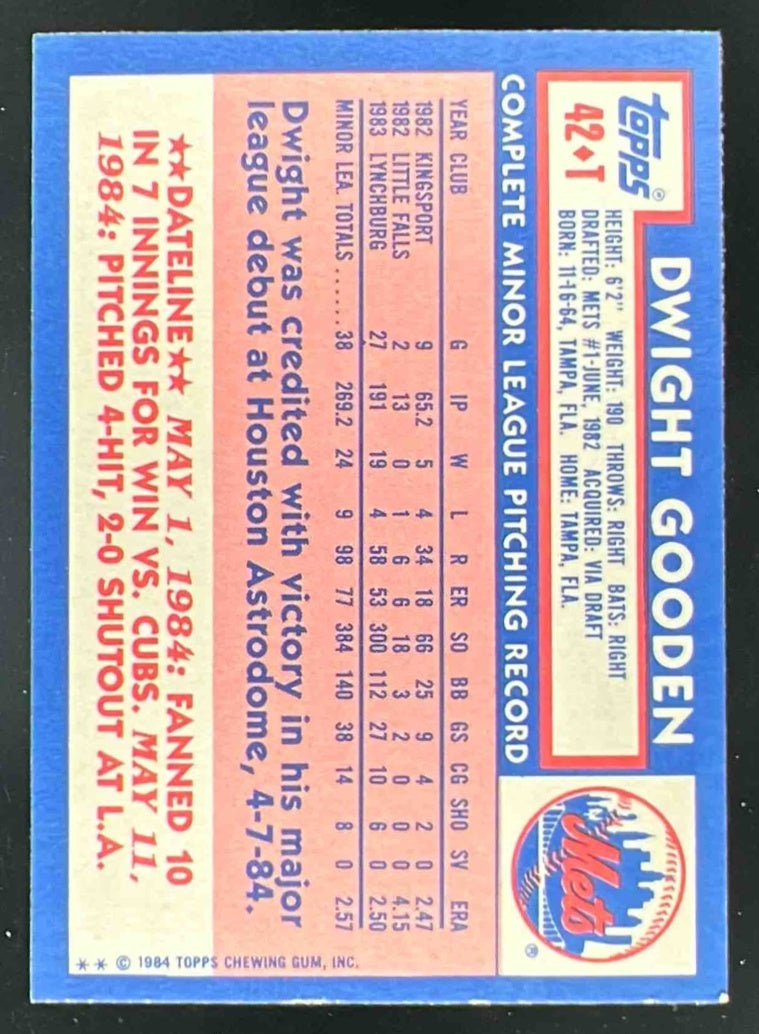 topps®
42♦T
DWIGHT GOODEN
HEIGHT: 6'2" WEIGHT: 190 THROWS: RIGHT BATS: RIGHT
DRAFTED: METS #1-JUNE, 1982 ACQUIRED: VIA DRAFT
BORN: 11-16-64, TAMPA, FLA. HOME: TAMPA, FLA.
Mets
®
COMPLETE MINOR LEAGUE PITCHING RECORD
YEAR CLUB G IP W L R ER SO BB GS CG SHO SV ERA
1982 KINGSPORT 9 65.2 5 4 34 18 66 25 9 4 2 0 2.47
1982 LITTLE FALLS 2 13 0 1 6 6 18 3 2 0 0 0 4.15
1983 LYNCHBURG 27 191 19 4 58 53 300 112 27 10 6 0 2.50
MINOR LEA. TOTALS ...... 38 269.2 24 9 98 77 384 140 38 14 8 0 2.57
Dwight was credited with victory in his major
league debut at Houston Astrodome, 4-7-84.
★★DATELINE★★ MAY 1, 1984: FANNED 10
IN 7 INNINGS FOR WIN VS. CUBS. MAY 11,
1984: PITCHED 4-HIT, 2-0 SHUTOUT AT L.A.
** © 1984 TOPPS CHEWING GUM, INC.